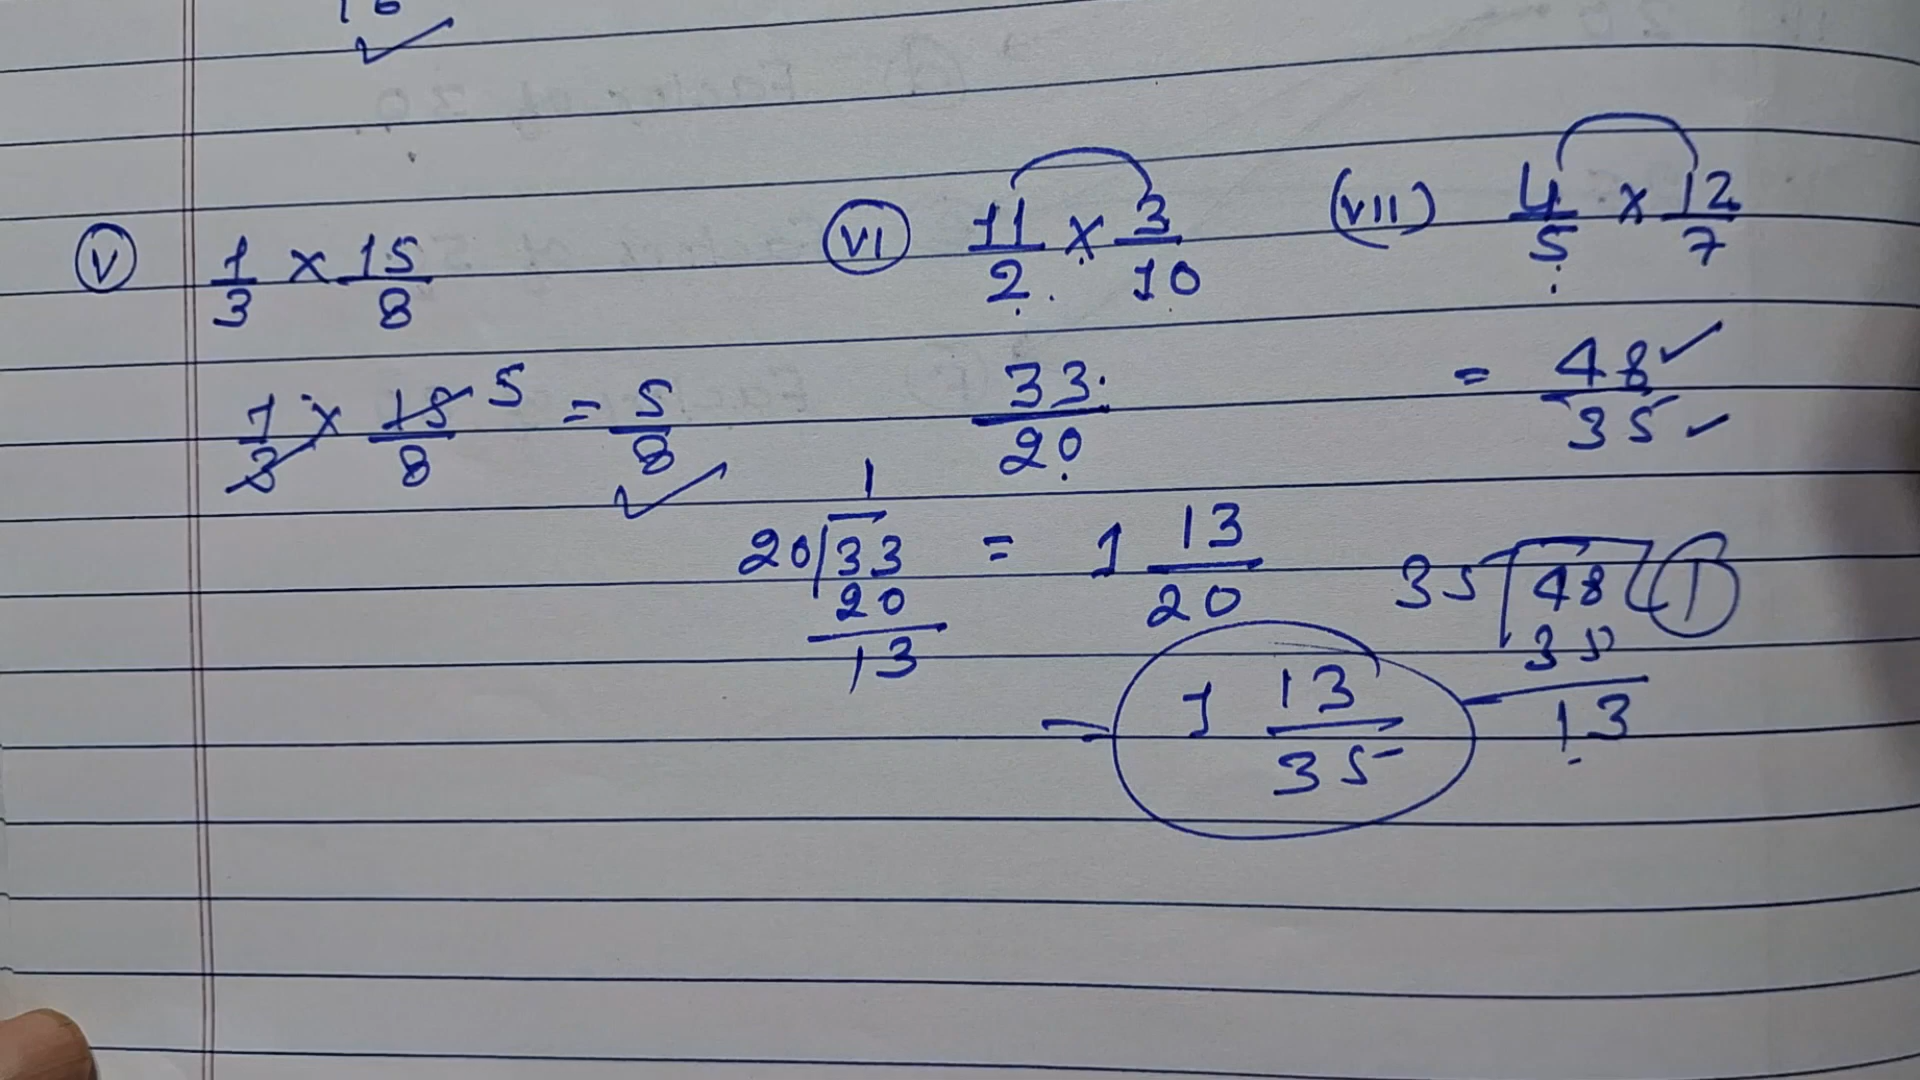 (V) 1/3 × 15/8
1/3 × 15/8 5 = 5/8
(VI) 11/2 × 3/10
33/20
20)33 1
20
13
= 1 13/20
(VII) 4/5 × 12/7
= 48/35
35)48(1
35
13
= 1 13/35